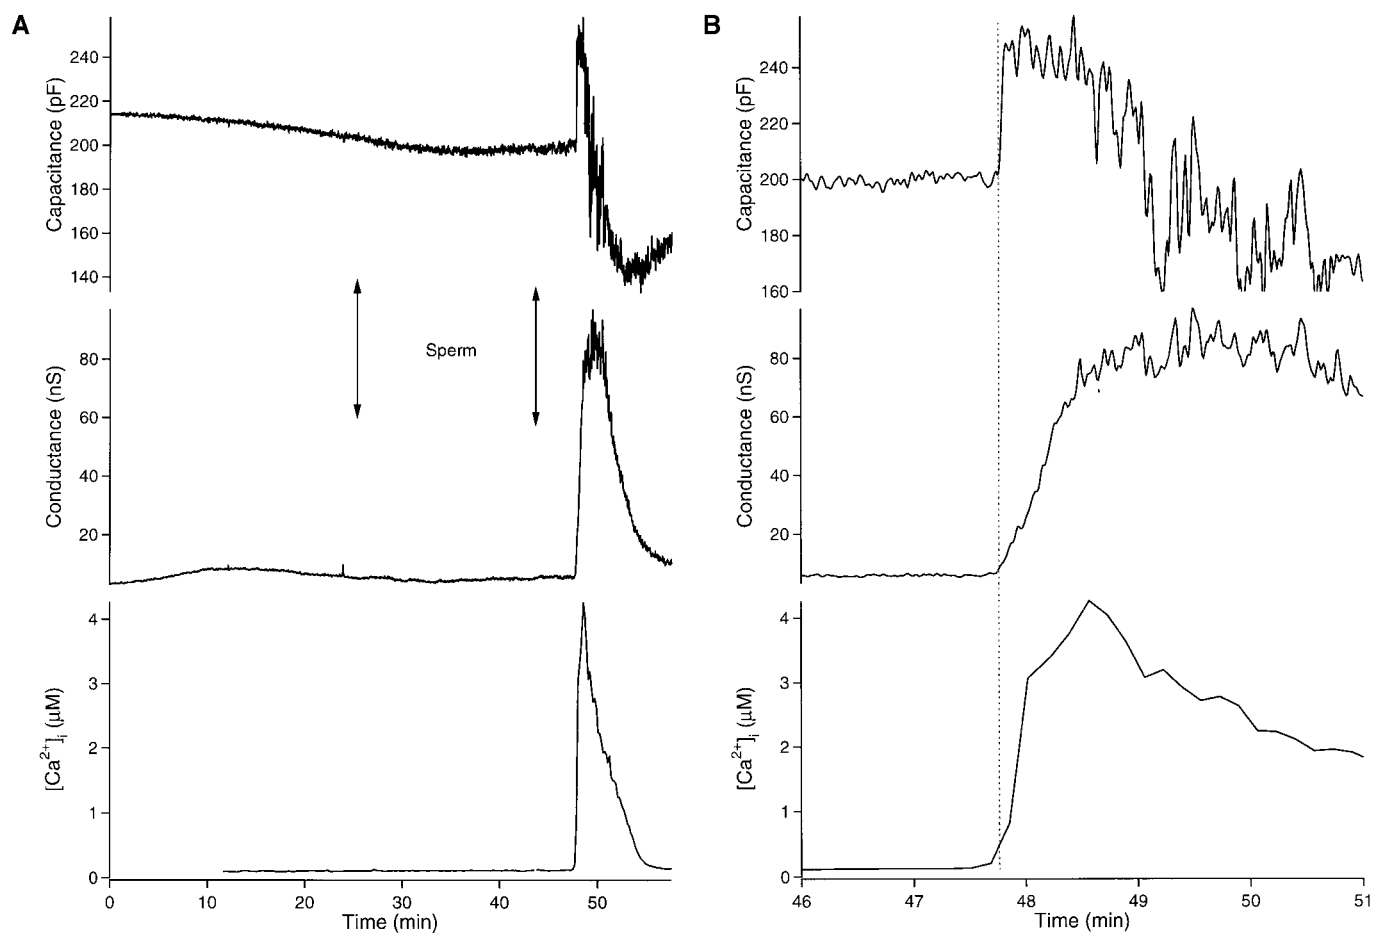 A
Capacitance (pF)
240
220
200
180
160
140
Sperm
Conductance (nS)
80
60
40
20
[Ca²⁺]ᵢ (μM)
4
3
2
1
0
0 10 20 30 40 50
Time (min)
B
Capacitance (pF)
240
220
200
180
160
Conductance (nS)
80
60
40
20
[Ca²⁺]ᵢ (μM)
4
3
2
1
0
46 47 48 49 50 51
Time (min)